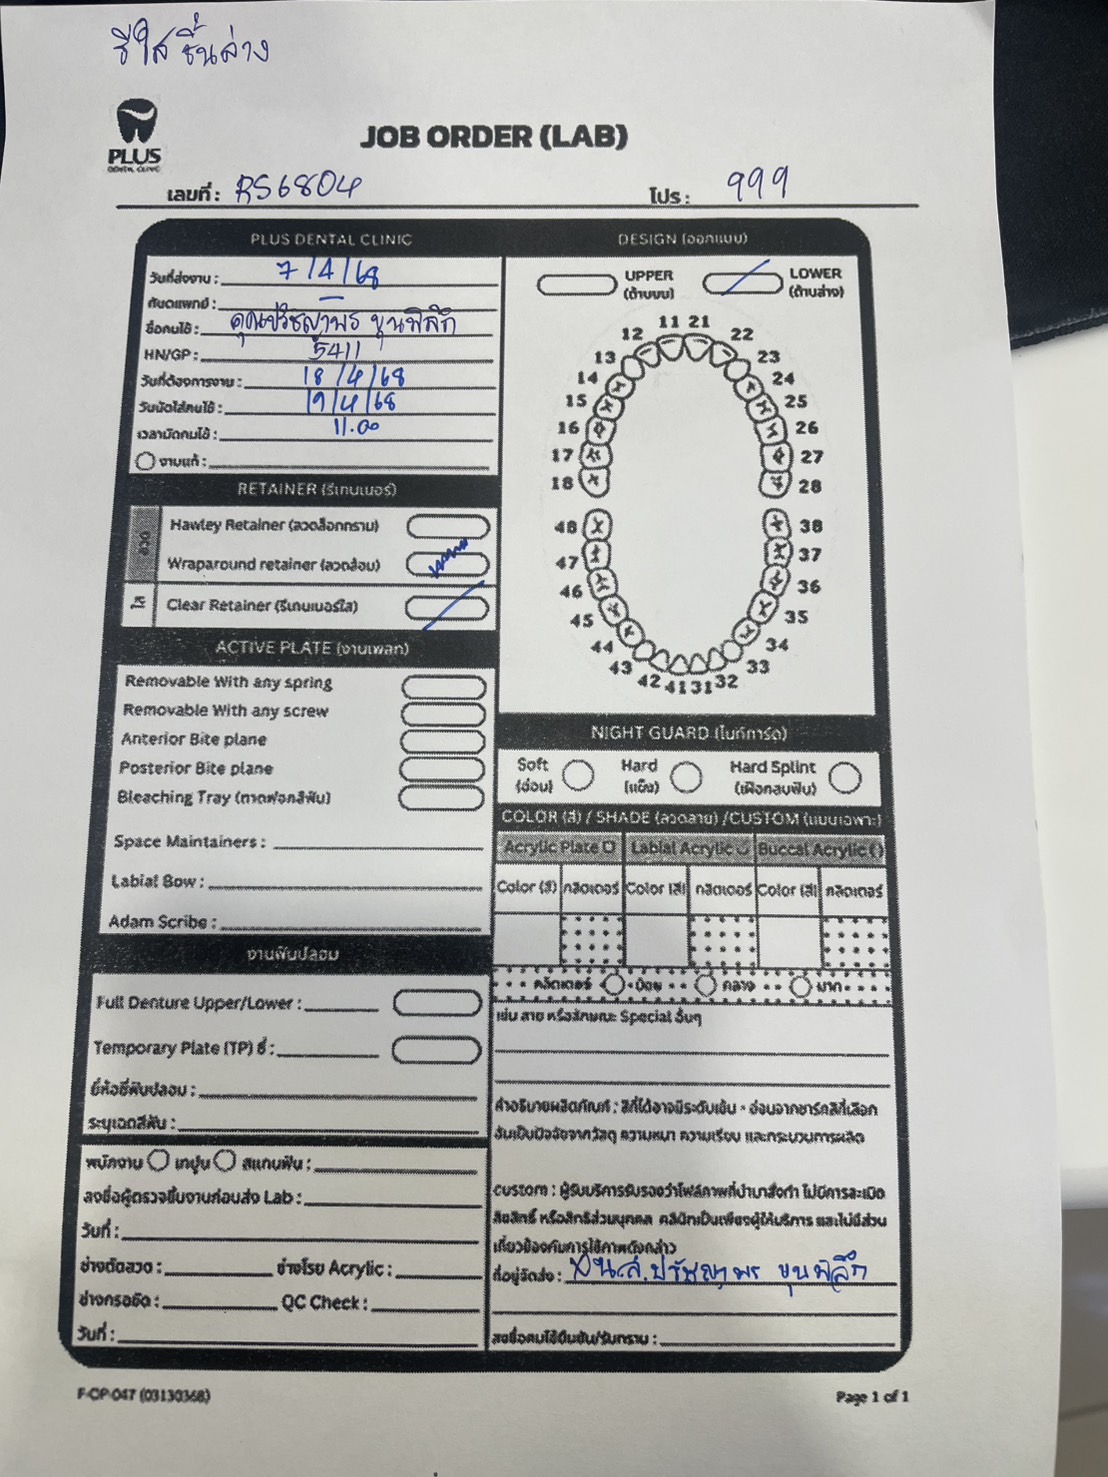 รีใส ชิ้นล่าง
PLUS
DENTAL CLINIC
JOB ORDER (LAB)
เลขที่ : RS6804 โปร : 999
PLUS DENTAL CLINIC
วันที่ส่งงาน : 7/4/68
ทันตแพทย์ : -
ชื่อคนไข้ : คุณปรัชญาพร ขุนพิลึก
HN/GP : 5411
วันที่ต้องการงาน : 18/4/68
วันนัดใส่คนไข้ : 19/4/68
เวลานัดคนไข้ : 11.00
งานแก้ :
RETAINER (รีเทนเนอร์)
ลวด
Hawley Retainer (ลวดล็อกกราม)
Wraparound retainer (ลวดล้อม)
ใส
Clear Retainer (รีเทนเนอร์ใส)
ACTIVE PLATE (งานเพลท)
Removable With any spring
Removable With any screw
Anterior Bite plane
Posterior Bite plane
Bleaching Tray (ถาดฟอกสีฟัน)
Space Maintainers :
Labial Bow :
Adam Scribe :
งานฟันปลอม
Full Denture Upper/Lower :
Temporary Plate (TP) ซี่ :
ยี่ห้อซี่ฟันปลอม :
ระบุเฉดสีฟัน :
พนักงาน เทปูน สแกนฟัน :
ลงชื่อผู้ตรวจชิ้นงานก่อนส่ง Lab :
วันที่ :
ช่างดัดลวด : ช่างโรย Acrylic :
ช่างกรอขัด : QC Check :
วันที่ :
DESIGN (ออกแบบ)
UPPER (ด้านบน) LOWER (ด้านล่าง)
11 21
12 22
13 23
14 24
15 25
16 26
17 27
18 28
48 38
47 37
46 36
45 35
44 34
43 33
42 41 31 32
NIGHT GUARD (ไนท์การ์ด)
Soft (อ่อน) Hard (แข็ง) Hard Splint (เฝือกสบฟัน)
COLOR (สี) / SHADE (ลวดลาย) /CUSTOM (แบบเฉพาะ)
Acrylic Plate Labial Acrylic Buccal Acrylic
Color (สี) กลิตเตอร์ Color (สี) กลิตเตอร์ Color (สี) กลิตเตอร์
กลิตเตอร์ น้อย กลาง มาก
เช่น ลาย หรือลักษณะ Special อื่นๆ
คำอธิบายผลิตภัณฑ์ : สีที่ได้อาจมีระดับเข้ม - อ่อนจากชาร์ตสีที่เลือก
อันเป็นปัจจัยจากวัสดุ ความหนา ความเรียบ และกระบวนการผลิต
custom : ผู้รับบริการรับรองว่าไฟล์ภาพที่นำมาสั่งทำ ไม่มีการละเมิด
ลิขสิทธิ์ หรือสิทธิส่วนบุคคล คลินิกเป็นเพียงผู้ให้บริการ และไม่มีส่วน
เกี่ยวข้องกับการใช้ภาพดังกล่าว
ที่อยู่จัดส่ง : น.ส. ปรัชญาพร ขุนพิลึก
ลงชื่อคนไข้ยืนยัน/รับทราบ :
F-OP-047 (03130368)
Page 1 of 1